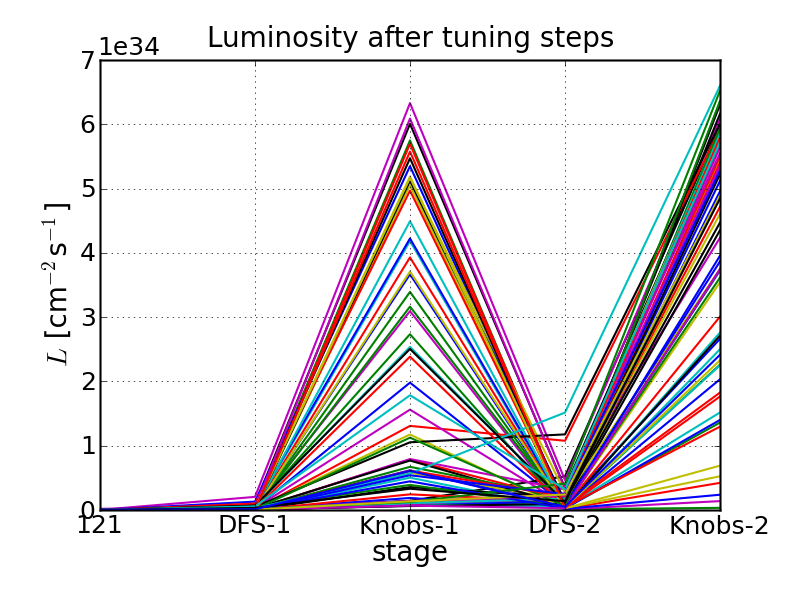 Luminosity after tuning steps
1e34
7
6
5
4
3
2
1
0
L [cm⁻² s⁻¹]
121 DFS-1 Knobs-1 DFS-2 Knobs-2
stage